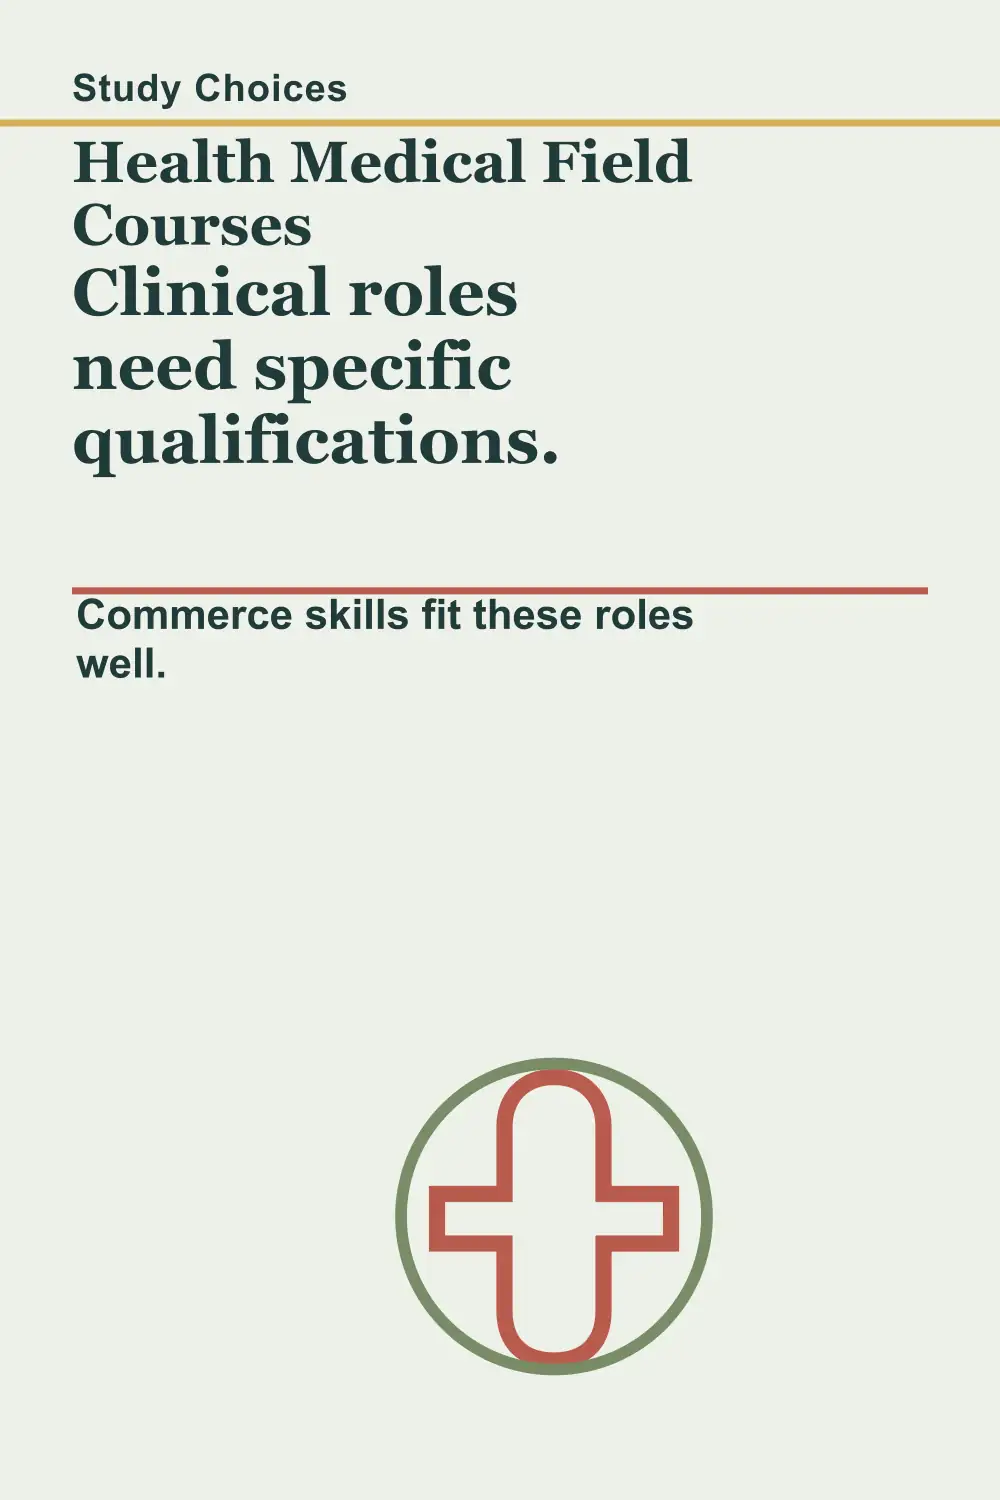 Study Choices
Health Medical Field
Courses
Clinical roles
need specific
qualifications.
Commerce skills fit these roles
well.